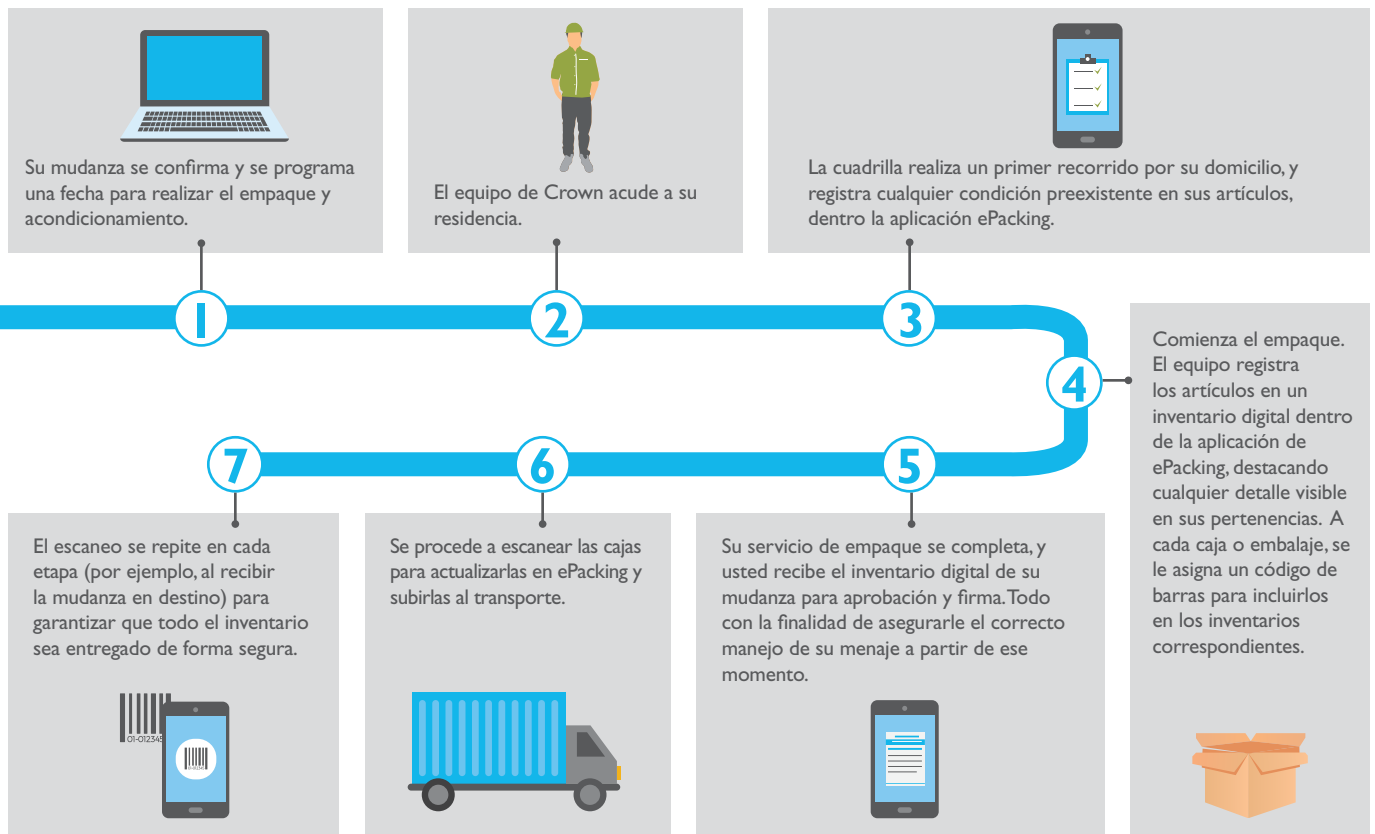 Su mudanza se confirma y se programa
una fecha para realizar el empaque y
acondicionamiento.
El equipo de Crown acude a su
residencia.
La cuadrilla realiza un primer recorrido por su domicilio, y
registra cualquier condición preexistente en sus artículos,
dentro la aplicación ePacking.
1
2
3
4
Comienza el empaque.
El equipo registra
los artículos en un
inventario digital dentro
de la aplicación de
ePacking, destacando
cualquier detalle visible
en sus pertenencias. A
cada caja o embalaje, se
le asigna un código de
barras para incluirlos
en los inventarios
correspondientes.
5
Su servicio de empaque se completa, y
usted recibe el inventario digital de su
mudanza para aprobación y firma. Todo
con la finalidad de asegurarle el correcto
manejo de su menaje a partir de ese
momento.
6
Se procede a escanear las cajas
para actualizarlas en ePacking y
subirlas al transporte.
7
El escaneo se repite en cada
etapa (por ejemplo, al recibir
la mudanza en destino) para
garantizar que todo el inventario
sea entregado de forma segura.
01-012345